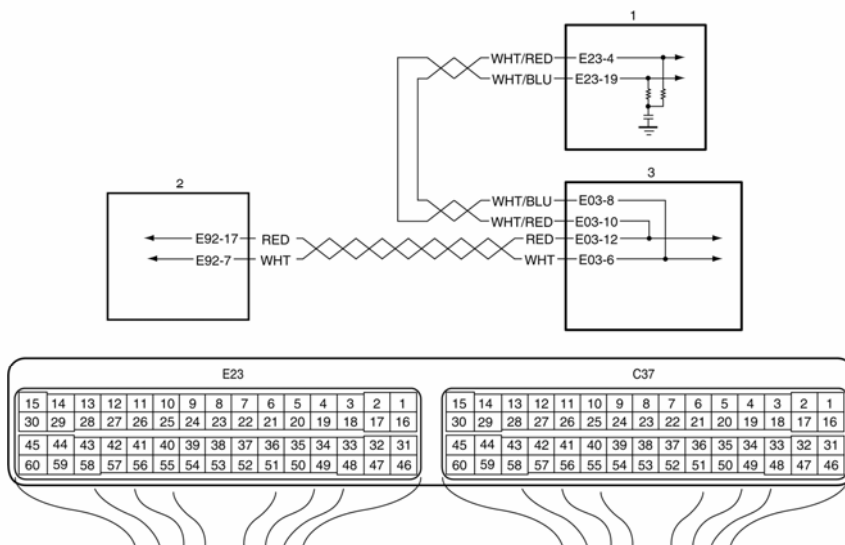 1
WHT/RED E23-4
WHT/BLU E23-19
2
3
WHT/BLU E03-8
WHT/RED E03-10
E92-17 RED RED E03-12
E92-7 WHT WHT E03-6
E23 C37
15 14 13 12 11 10 9 8 7 6 5 4 3 2 1 15 14 13 12 11 10 9 8 7 6 5 4 3 2 1
30 29 28 27 26 25 24 23 22 21 20 19 18 17 16 30 29 28 27 26 25 24 23 22 21 20 19 18 17 16
45 44 43 42 41 40 39 38 37 36 35 34 33 32 31 45 44 43 42 41 40 39 38 37 36 35 34 33 32 31
60 59 58 57 56 55 54 53 52 51 50 49 48 47 46 60 59 58 57 56 55 54 53 52 51 50 49 48 47 46